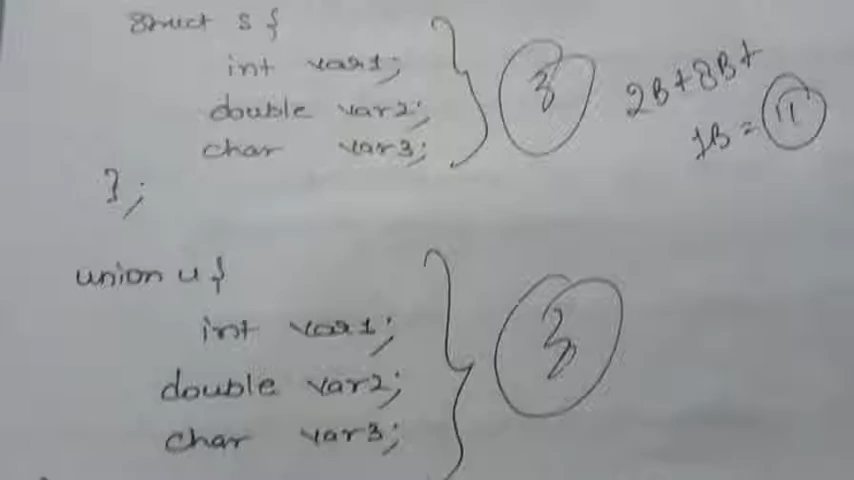 struct s {
int var1;
double var2;
char var3;
};
3
2B+8B+
1B = 11
union u {
int var1;
double var2;
char var3;
3